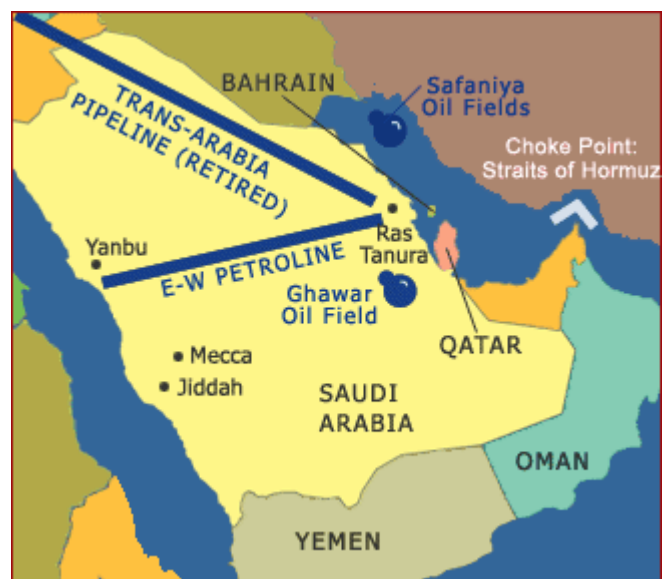 BAHRAIN
Safaniya
Oil Fields
TRANS-ARABIA
PIPELINE (RETIRED)
Choke Point:
Straits of Hormuz
Yanbu
Ras
Tanura
E-W PETROLINE
Ghawar
Oil Field
QATAR
Mecca
Jiddah
SAUDI
ARABIA
OMAN
YEMEN